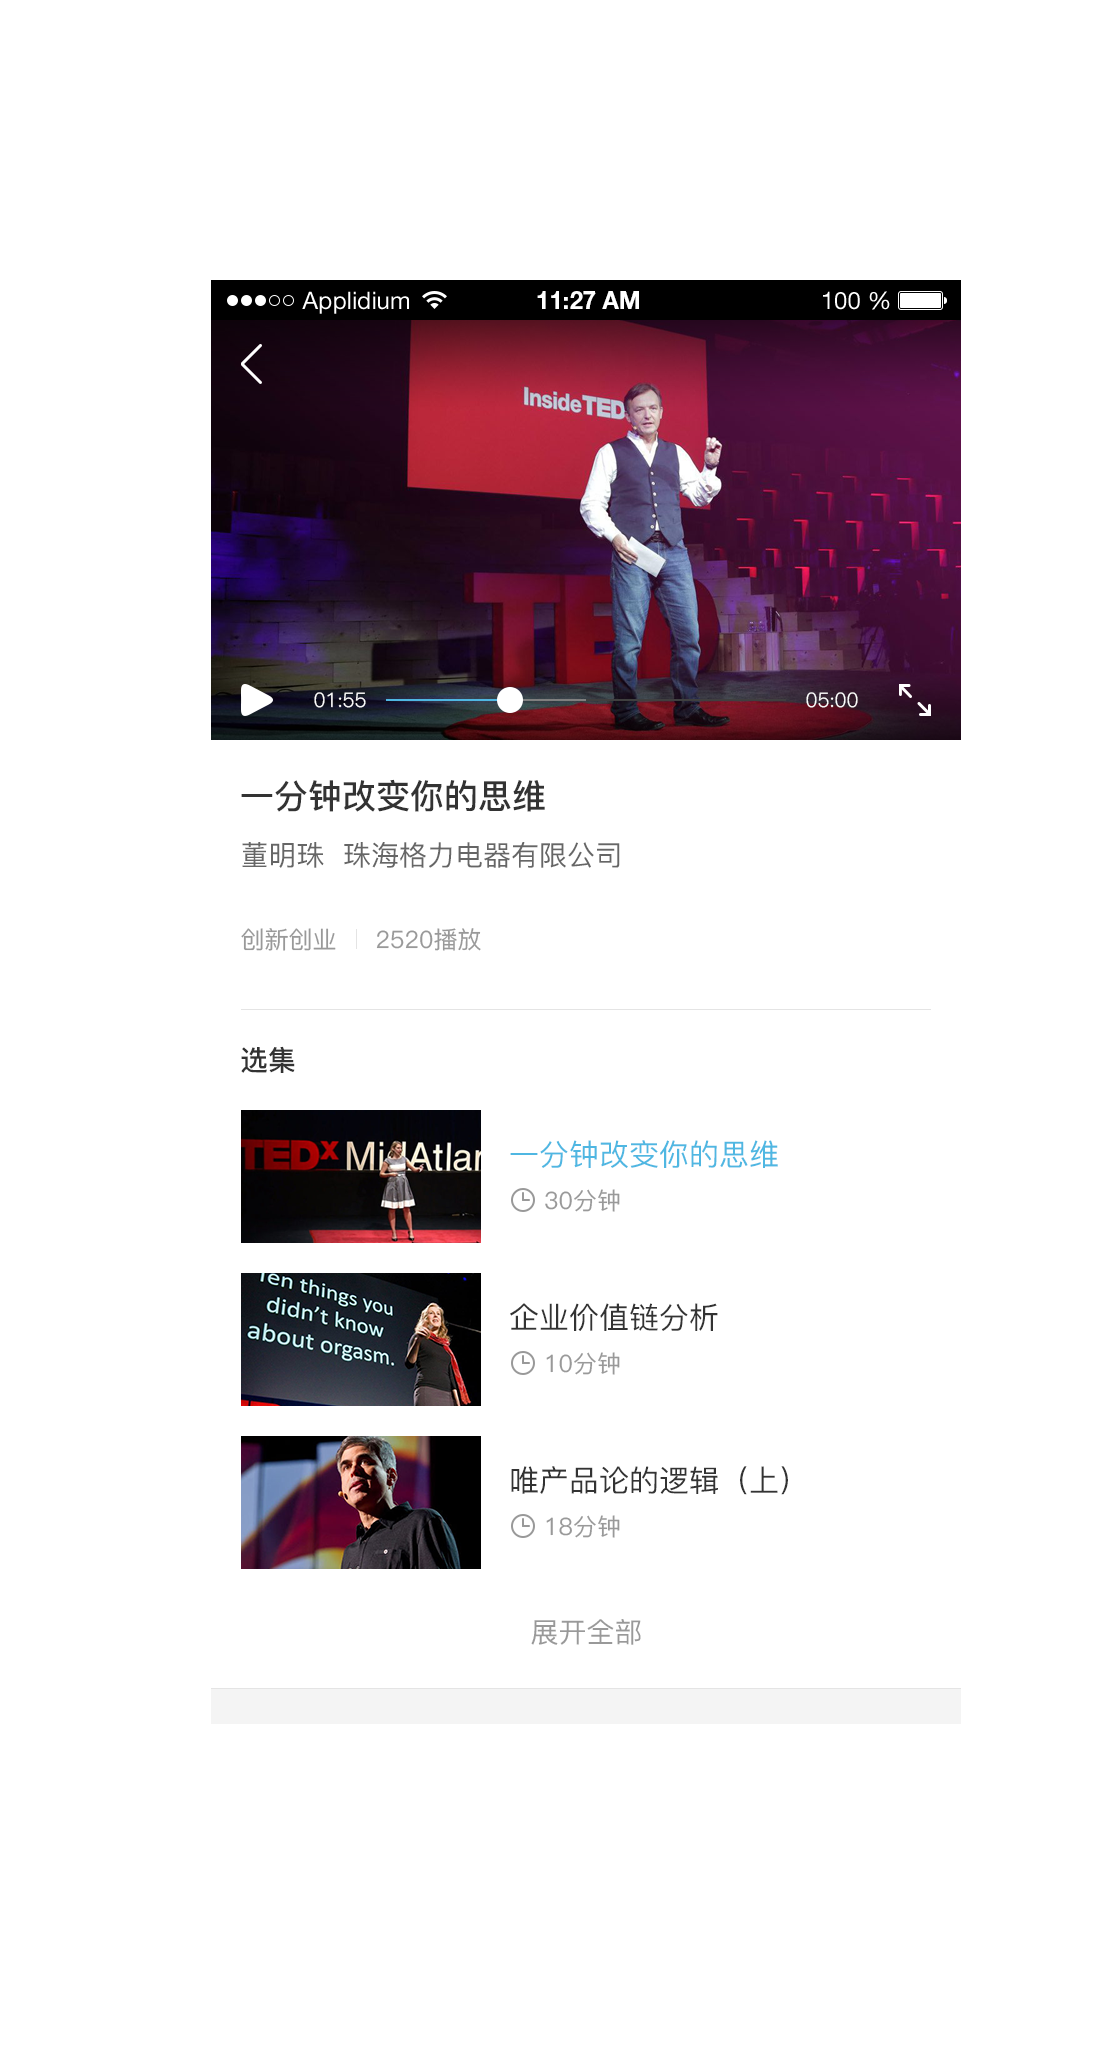 Applidium
11:27 AM
100 %
InsideTED
TED
01:55
05:00
一分钟改变你的思维
董明珠 珠海格力电器有限公司
创新创业
2520播放
选集
TEDx MidAtlan
一分钟改变你的思维
30分钟
Ten things you
didn't know
about orgasm.
企业价值链分析
10分钟
唯产品论的逻辑（上）
18分钟
展开全部